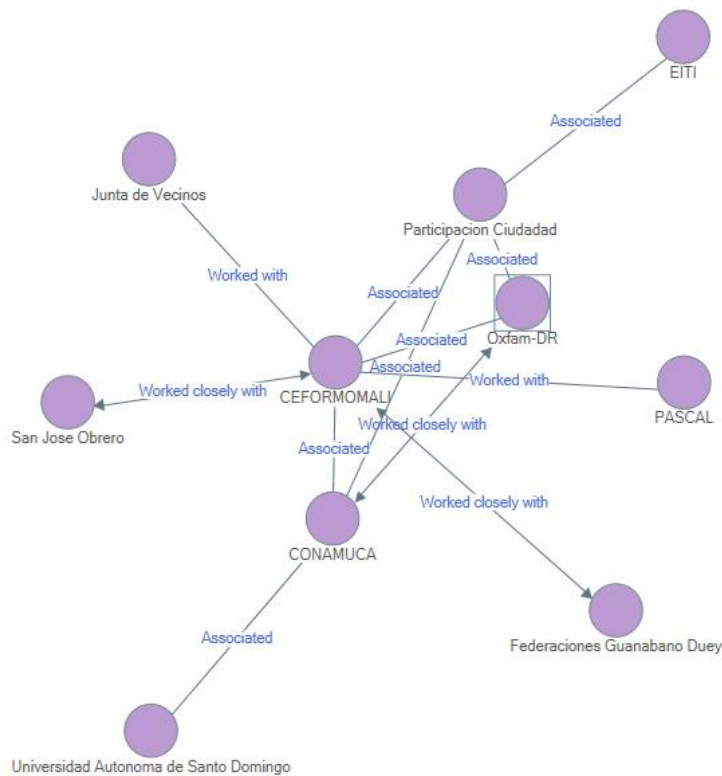 EITI
Associated
Junta de Vecinos
Participacion Ciudadad
Associated
Worked with
Associated
Oxfam-DR
Associated
Associated
CEFORMOMALI
Worked with
PASCAL
Worked closely with
San Jose Obrero
Worked closely with
Associated
Worked closely with
CONAMUCA
Associated
Federaciones Guanabano Duey
Universidad Autonoma de Santo Domingo